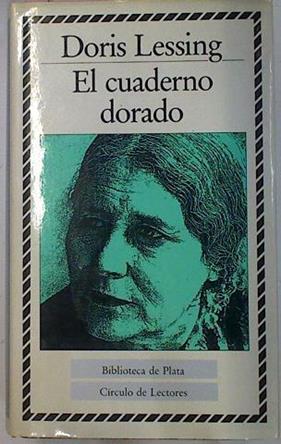 Doris Lessing
El cuaderno
dorado
Biblioteca de Plata
Círculo de Lectores